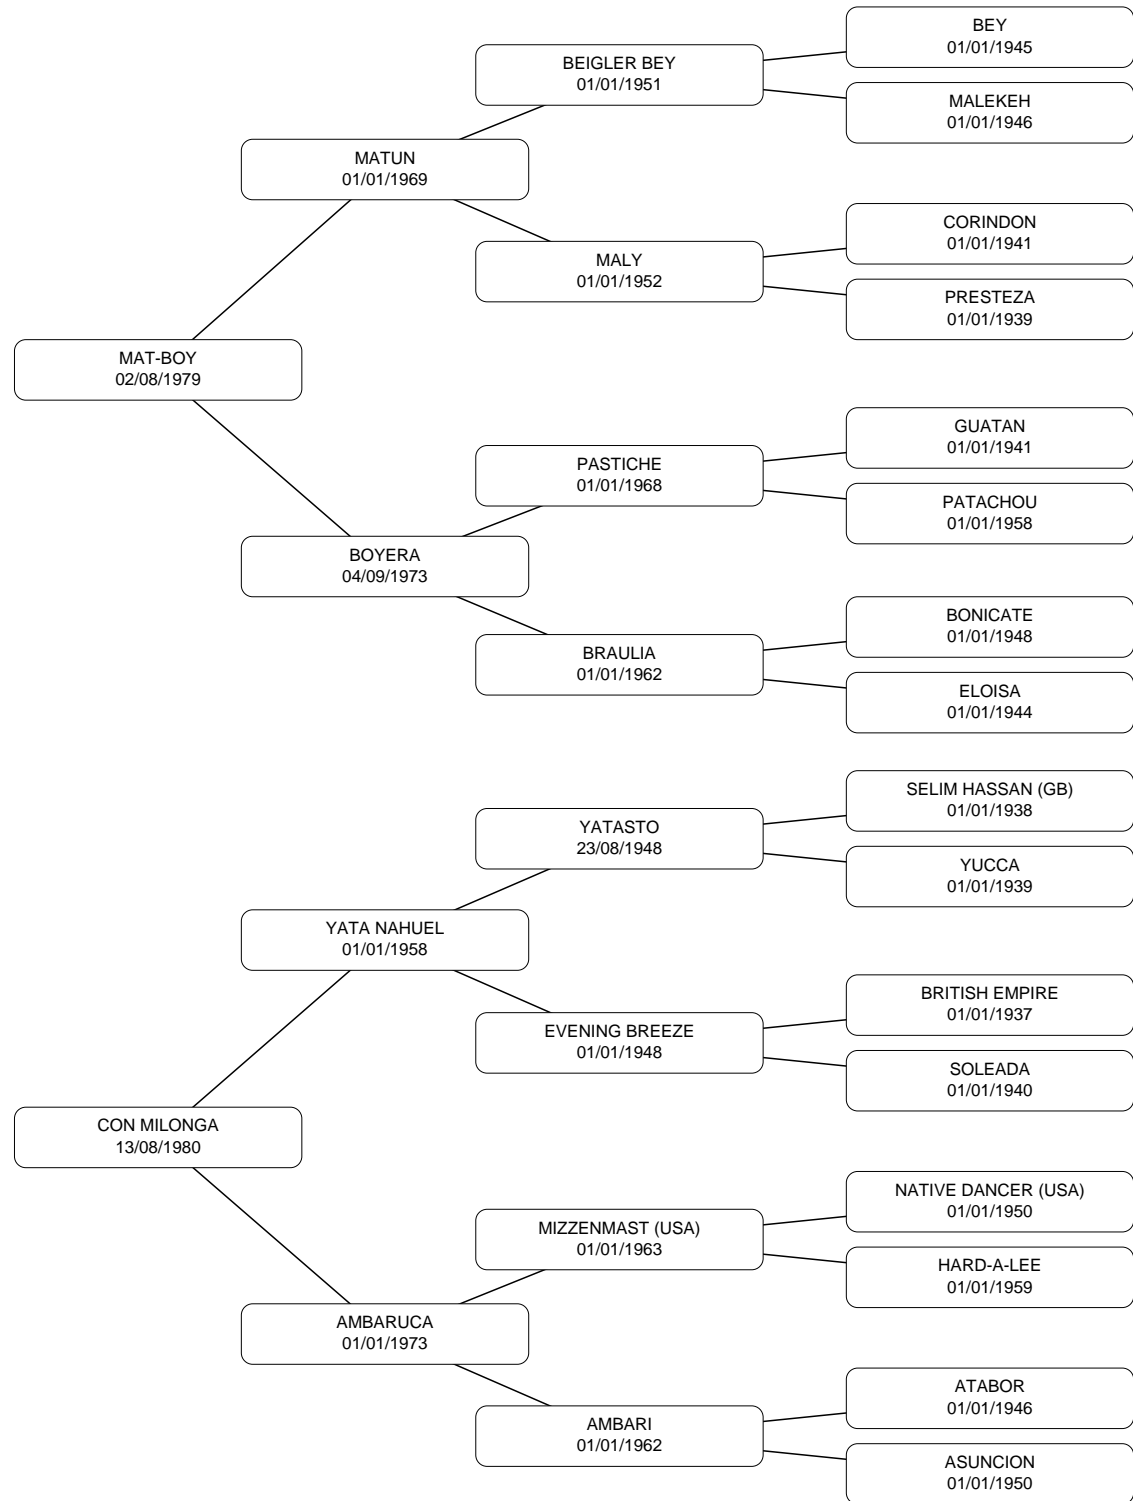 BEY
01/01/1945
BEIGLER BEY
01/01/1951
MALEKEH
01/01/1946
MATUN
01/01/1969
CORINDON
01/01/1941
MALY
01/01/1952
PRESTEZA
01/01/1939
MAT-BOY
02/08/1979
GUATAN
01/01/1941
PASTICHE
01/01/1968
PATACHOU
01/01/1958
BOYERA
04/09/1973
BONICATE
01/01/1948
BRAULIA
01/01/1962
ELOISA
01/01/1944
SELIM HASSAN (GB)
01/01/1938
YATASTO
23/08/1948
YUCCA
01/01/1939
YATA NAHUEL
01/01/1958
BRITISH EMPIRE
01/01/1937
EVENING BREEZE
01/01/1948
SOLEADA
01/01/1940
CON MILONGA
13/08/1980
NATIVE DANCER (USA)
01/01/1950
MIZZENMAST (USA)
01/01/1963
HARD-A-LEE
01/01/1959
AMBARUCA
01/01/1973
ATABOR
01/01/1946
AMBARI
01/01/1962
ASUNCION
01/01/1950